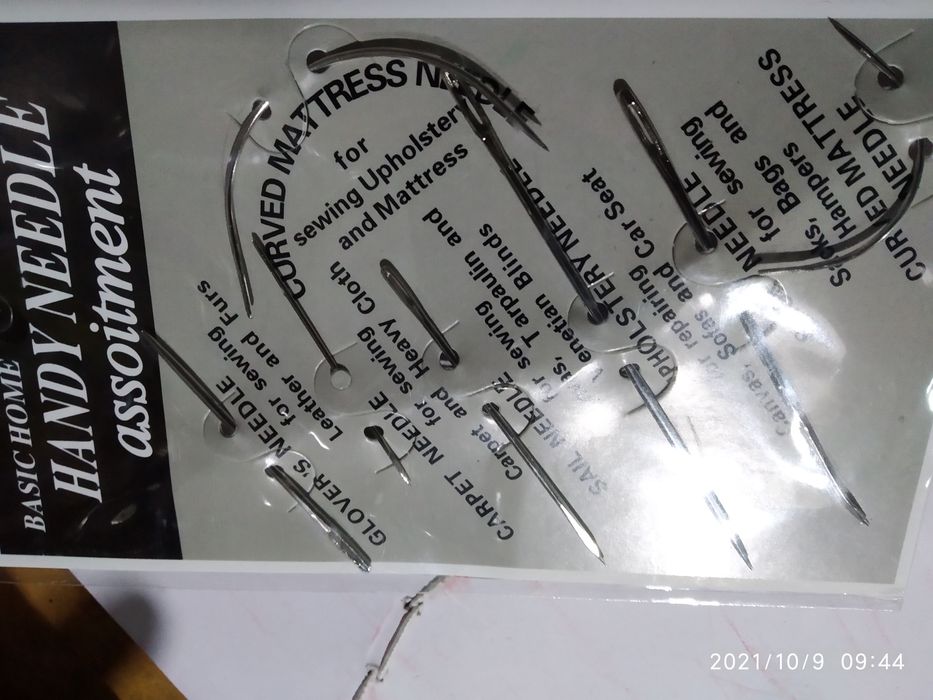 BASIC HOME
HANDY NEEDLE
assoitment
GLOVER'S NEEDLE
for sewing
Leather and Furs
CURVED MATTRESS
for
sewing Upholstery
and Mattress
CARPET NEEDLE
for sewing
Carpet and Heavy Cloth
SAIL NEEDLE
for sewing
Tarpaulin and
Venetian Blinds
UPHOLSTERY NEEDLE
for repairing Car Seat
Sofas and
NEEDLE
for sewing
Canvas, Bags and
Hampers
CURVED MATTRESS
NEEDLE
2021/10/9 09:44